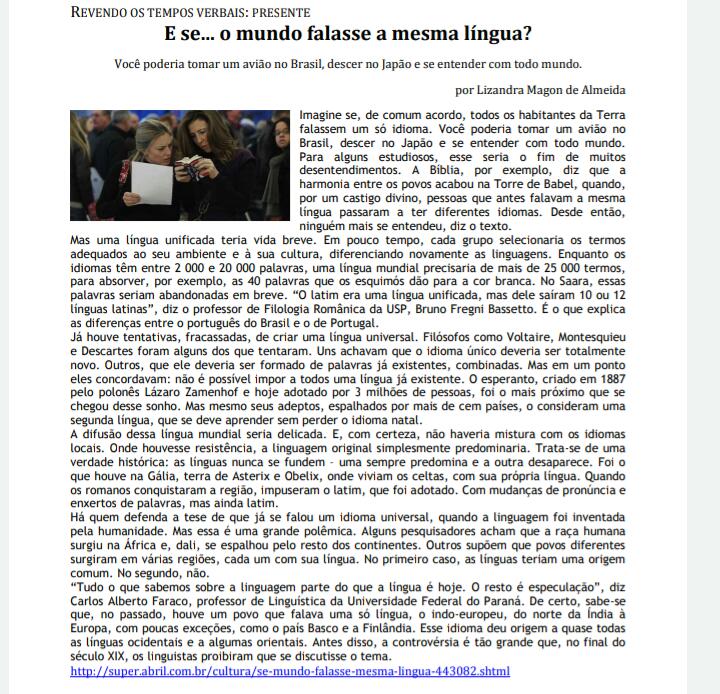 REVENDO OS TEMPOS VERBAIS: PRESENTE
E se... o mundo falasse a mesma língua?
Você poderia tomar um avião no Brasil, descer no Japão e se entender com todo mundo.
por Lizandra Magon de Almeida
Imagine se, de comum acordo, todos os habitantes da Terra
falassem um só idioma. Você poderia tomar um avião no
Brasil, descer no Japão e se entender com todo mundo.
Para alguns estudiosos, esse seria o fim de muitos
desentendimentos. A Bíblia, por exemplo, diz que a
harmonia entre os povos acabou na Torre de Babel, quando,
por um castigo divino, pessoas que antes falavam a mesma
língua passaram a ter diferentes idiomas. Desde então,
ninguém mais se entendeu, diz o texto.
Mas uma língua unificada teria vida breve. Em pouco tempo, cada grupo selecionaria os termos
adequados ao seu ambiente e à sua cultura, diferenciando novamente as linguagens. Enquanto os
idiomas têm entre 2 000 e 20 000 palavras, uma língua mundial precisaria de mais de 25 000 termos,
para absorver, por exemplo, as 40 palavras que os esquimós dão para a cor branca. No Saara, essas
palavras seriam abandonadas em breve. “O latim era uma língua unificada, mas dele saíram 10 ou 12
línguas latinas”, diz o professor de Filologia Românica da USP, Bruno Fregni Bassetto. É o que explica
as diferenças entre o português do Brasil e o de Portugal.
Já houve tentativas, fracassadas, de criar uma língua universal. Filósofos como Voltaire, Montesquieu
e Descartes foram alguns dos que tentaram. Uns achavam que o idioma único deveria ser totalmente
novo. Outros, que ele deveria ser formado de palavras já existentes, combinadas. Mas em um ponto
eles concordavam: não é possível impor a todos uma língua já existente. O esperanto, criado em 1887
pelo polonês Lázaro Zamenhof e hoje adotado por 3 milhões de pessoas, foi o mais próximo que se
chegou desse sonho. Mas mesmo seus adeptos, espalhados por mais de cem países, o consideram uma
segunda língua, que se deve aprender sem perder o idioma natal.
A difusão dessa língua mundial seria delicada. E, com certeza, não haveria mistura com os idiomas
locais. Onde houvesse resistência, a linguagem original simplesmente predominaria. Trata-se de uma
verdade histórica: as línguas nunca se fundem - uma sempre predomina e a outra desaparece. Foi o
que houve na Gália, terra de Asterix e Obelix, onde viviam os celtas, com sua própria língua. Quando
os romanos conquistaram a região, impuseram o latim, que foi adotado. Com mudanças de pronúncia e
enxertos de palavras, mas ainda latim.
Há quem defenda a tese de que já se falou um idioma universal, quando a linguagem foi inventada
pela humanidade. Mas essa é uma grande polêmica. Alguns pesquisadores acham que a raça humana
surgiu na África e, dali, se espalhou pelo resto dos continentes. Outros supõem que povos diferentes
surgiram em várias regiões, cada um com sua língua. No primeiro caso, as línguas teriam uma origem
comum. No segundo, não.
“Tudo o que sabemos sobre a linguagem parte do que a língua é hoje. O resto é especulação”, diz
Carlos Alberto Faraco, professor de Linguística da Universidade Federal do Paraná. De certo, sabe-se
que, no passado, houve um povo que falava uma só língua, o indo-europeu, do norte da Índia à
Europa, com poucas exceções, como o país Basco e a Finlândia. Esse idioma deu origem a quase todas
as línguas ocidentais e a algumas orientais. Antes disso, a controvérsia é tão grande que, no final do
século XIX, os linguistas proibiram que se discutisse o tema.
http://super.abril.com.br/cultura/se-mundo-falasse-mesma-lingua-443082.shtml